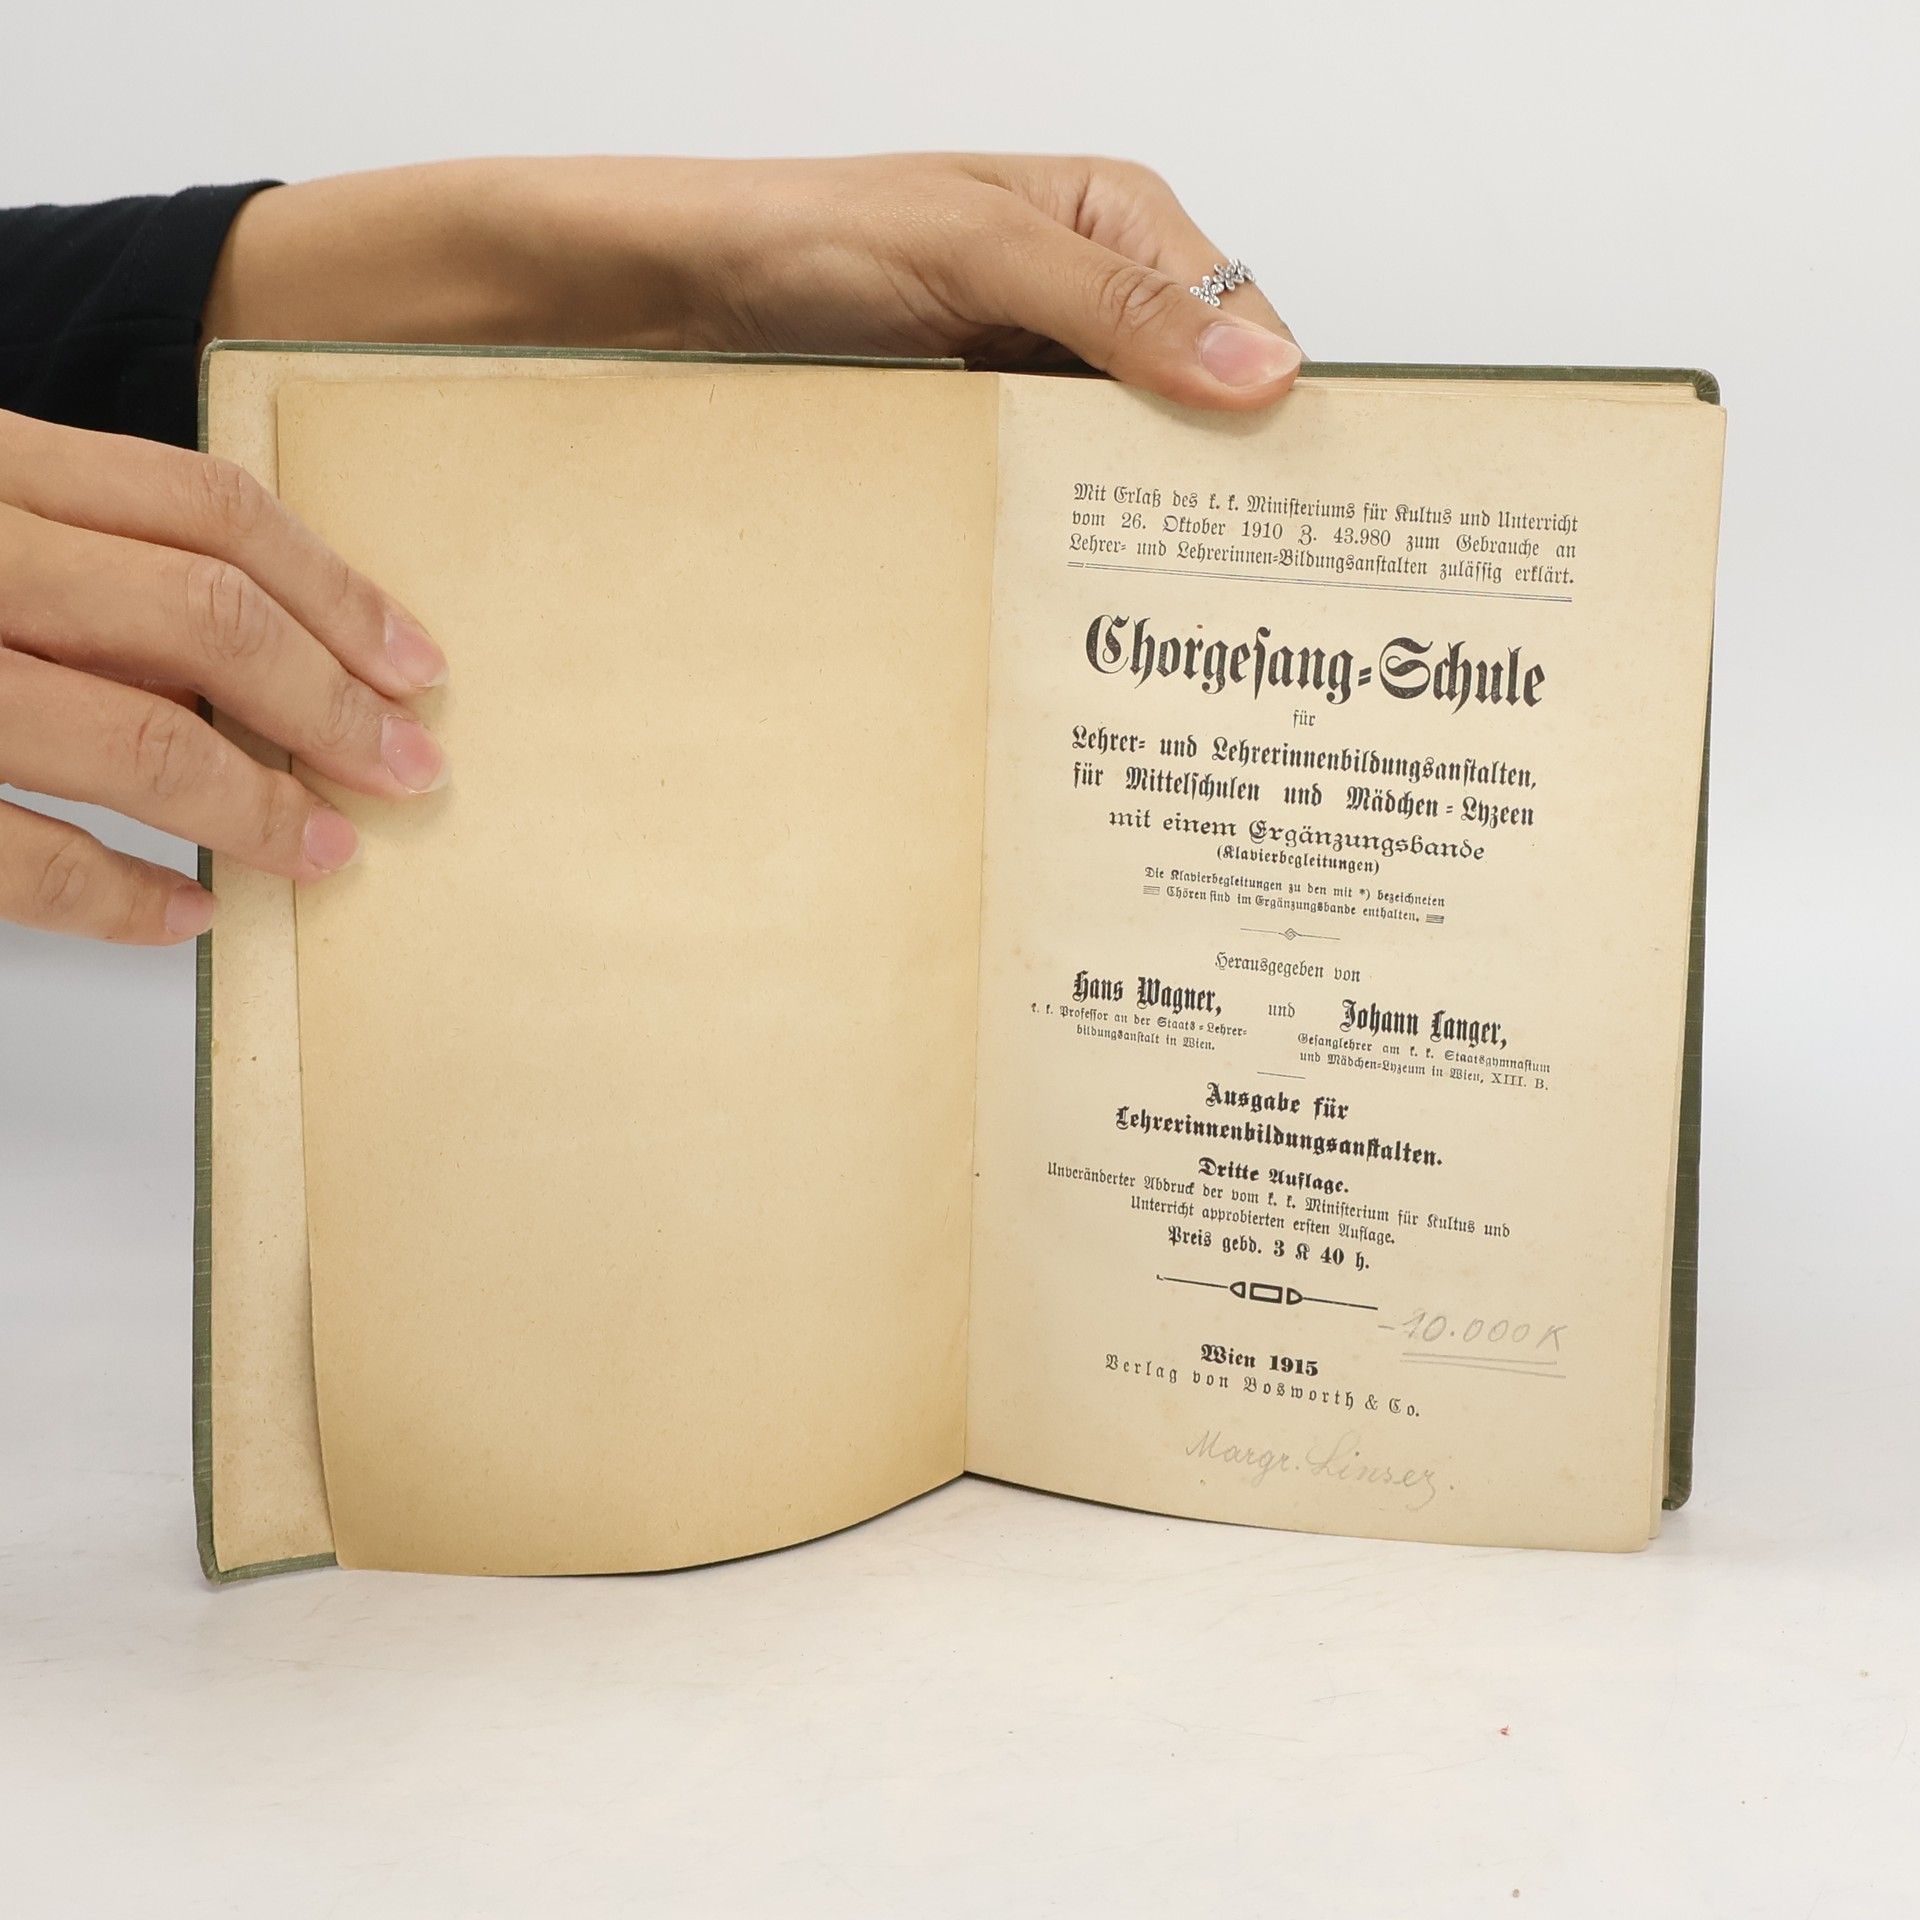 Mit Erlaß des k. k. Ministeriums für Kultus und Unterricht
vom 26. Oktober 1910 Z. 43.980 zum Gebrauche an
Lehrer- und Lehrerinnen-Bildungsanstalten zulässig erklärt.
Chorgesang-Schule
für
Lehrer- und Lehrerinnenbildungsanstalten,
für Mittelschulen und Mädchen-Lyzeen
mit einem Ergänzungsbande
(Klavierbegleitungen)
Die Klavierbegleitungen zu den mit *) bezeichneten
Chören sind im Ergänzungsbande enthalten.
Herausgegeben von
Hans Wagner, und Johann Langer,
k. k. Professor an der Staats-Lehrer-
bildungsanstalt in Wien.
Gesanglehrer am k. k. Staatsgymnasium
und Mädchen-Lyzeum in Wien, XIII. B.
Ausgabe für
Lehrerinnenbildungsanstalten.
Dritte Auflage.
Unveränderter Abdruck der vom k. k. Ministerium für Kultus und
Unterricht approbierten ersten Auflage.
Preis gebd. 3 K 40 h.
-10.000 K
Wien 1915
Verlag von Bosworth & Co.
Margr. Linser.